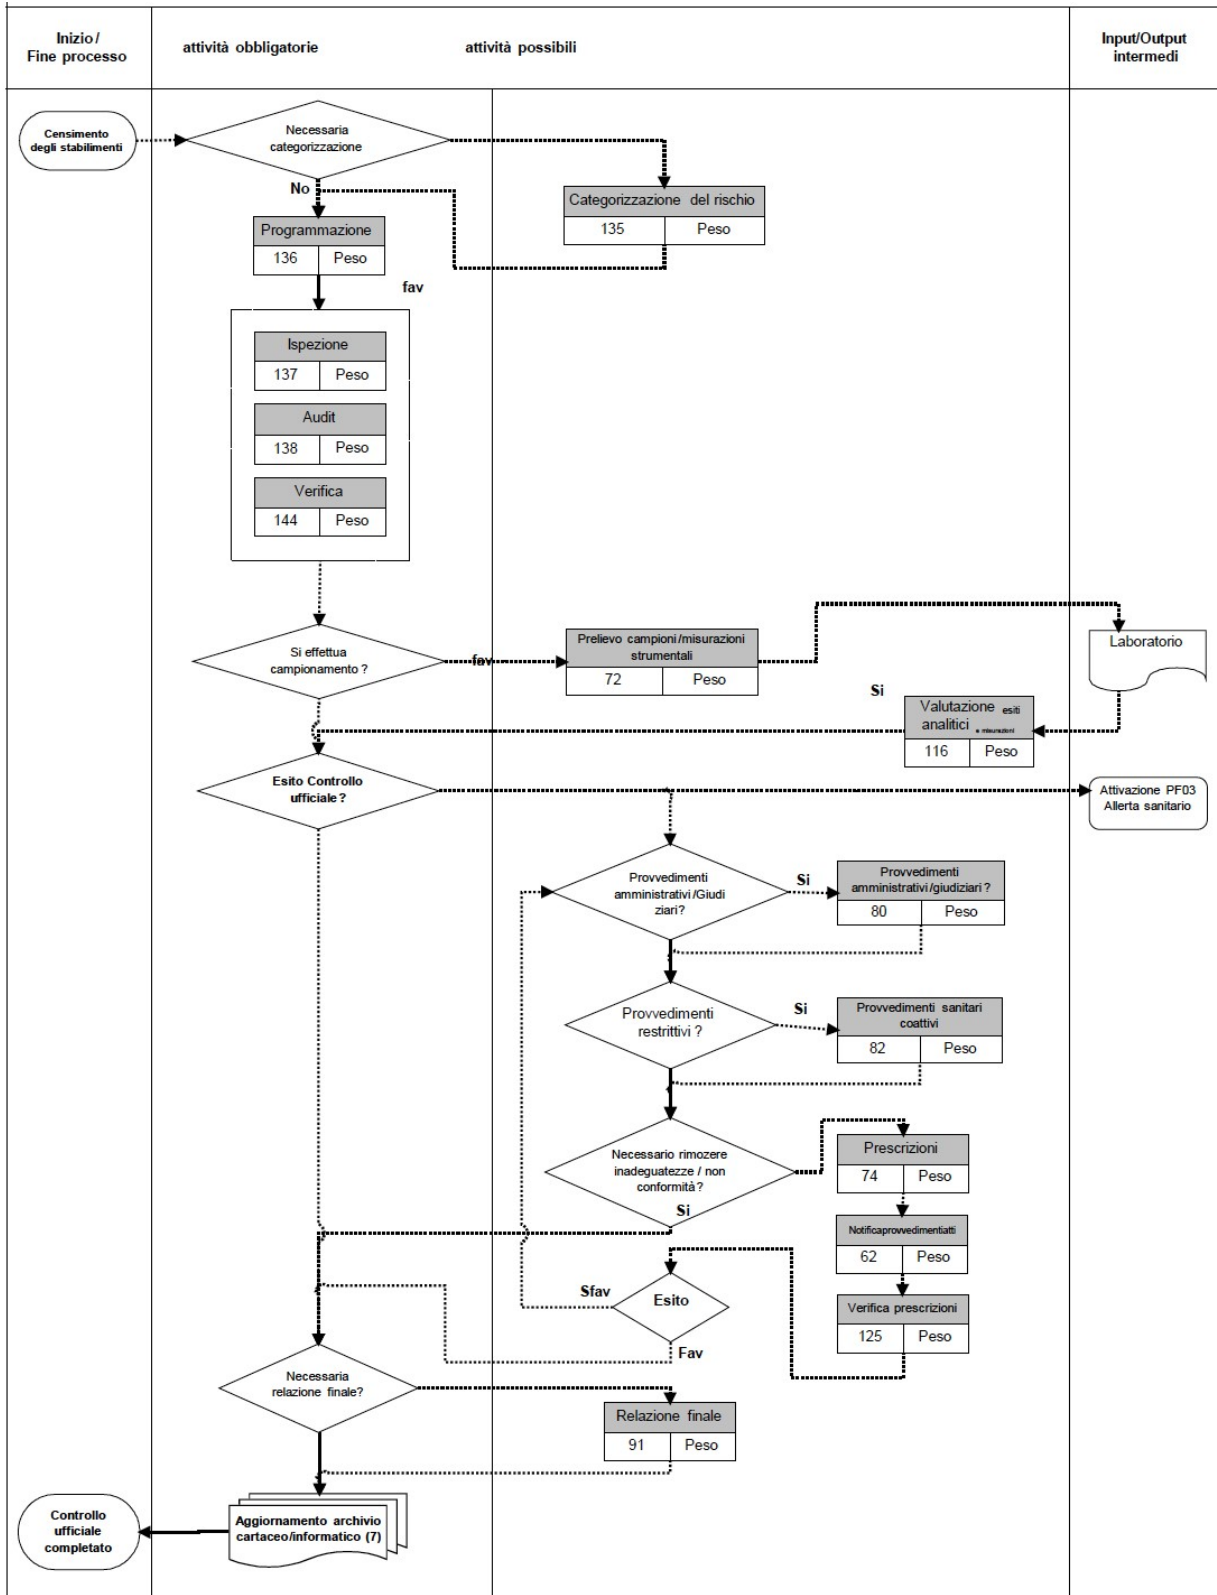 Inizio /
Fine processo
attività obbligatorie
attività possibili
Input/Output
intermedi
Censimento
degli stabilimenti
Necessaria
categorizzazione
No
Categorizzazione del rischio
135 Peso
Programmazione
136 Peso
fav
Ispezione
137 Peso
Audit
138 Peso
Verifica
144 Peso
Si effettua
campionamento ?
fav
Prelievo campioni/misurazioni
strumentali
72 Peso
Laboratorio
Si
Valutazione esiti
analitici e misurazioni
116 Peso
Esito Controllo
ufficiale ?
Attivazione PF03
Allerta sanitario
Provvedimenti
amministrativi/Giudi
ziari?
Si
Provvedimenti
amministrativi/giudiziari ?
80 Peso
Provvedimenti
restrittivi ?
Si
Provvedimenti sanitari
coattivi
82 Peso
Necessario rimozere
inadeguatezze / non
conformità ?
Si
Prescrizioni
74 Peso
Notificaprovvedimentiatti
62 Peso
Sfav
Esito
Fav
Verifica prescrizioni
125 Peso
Necessaria
relazione finale?
Relazione finale
91 Peso
Controllo
ufficiale
completato
Aggiornamento archivio
cartaceo/informatico (7)